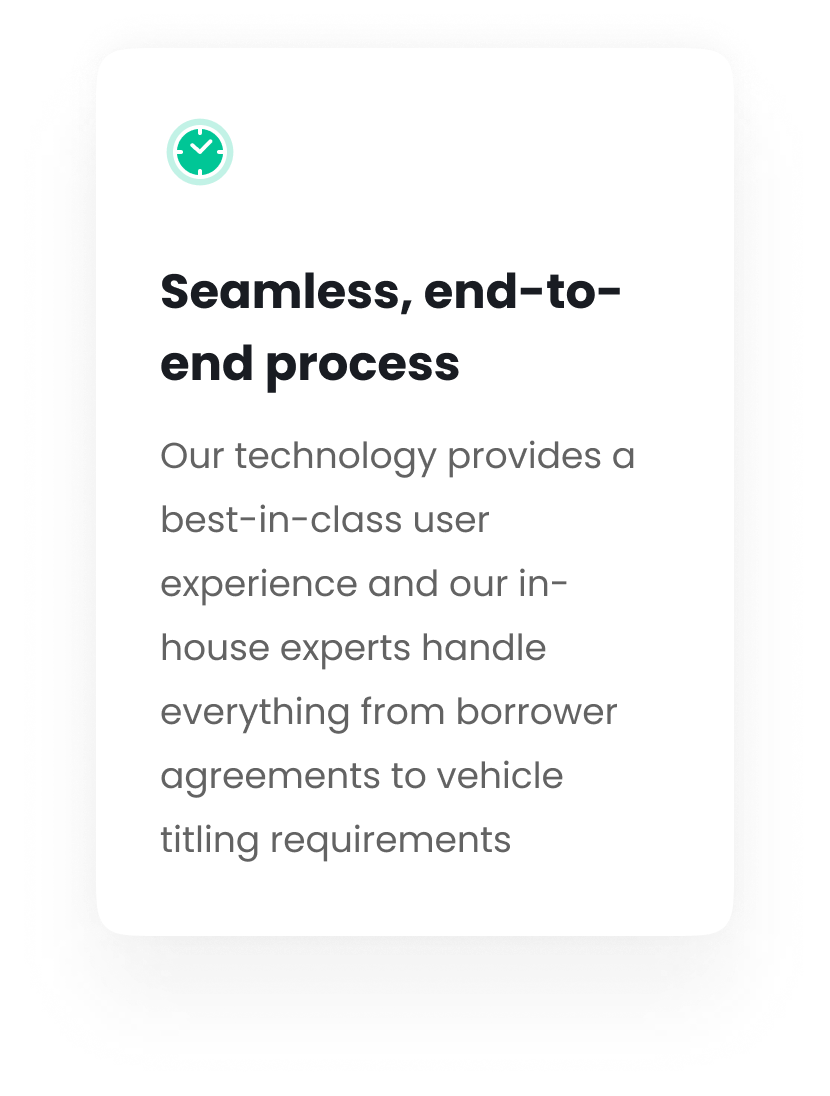 Seamless, end-to-
end process
Our technology provides a
best-in-class user
experience and our in-
house experts handle
everything from borrower
agreements to vehicle
titling requirements